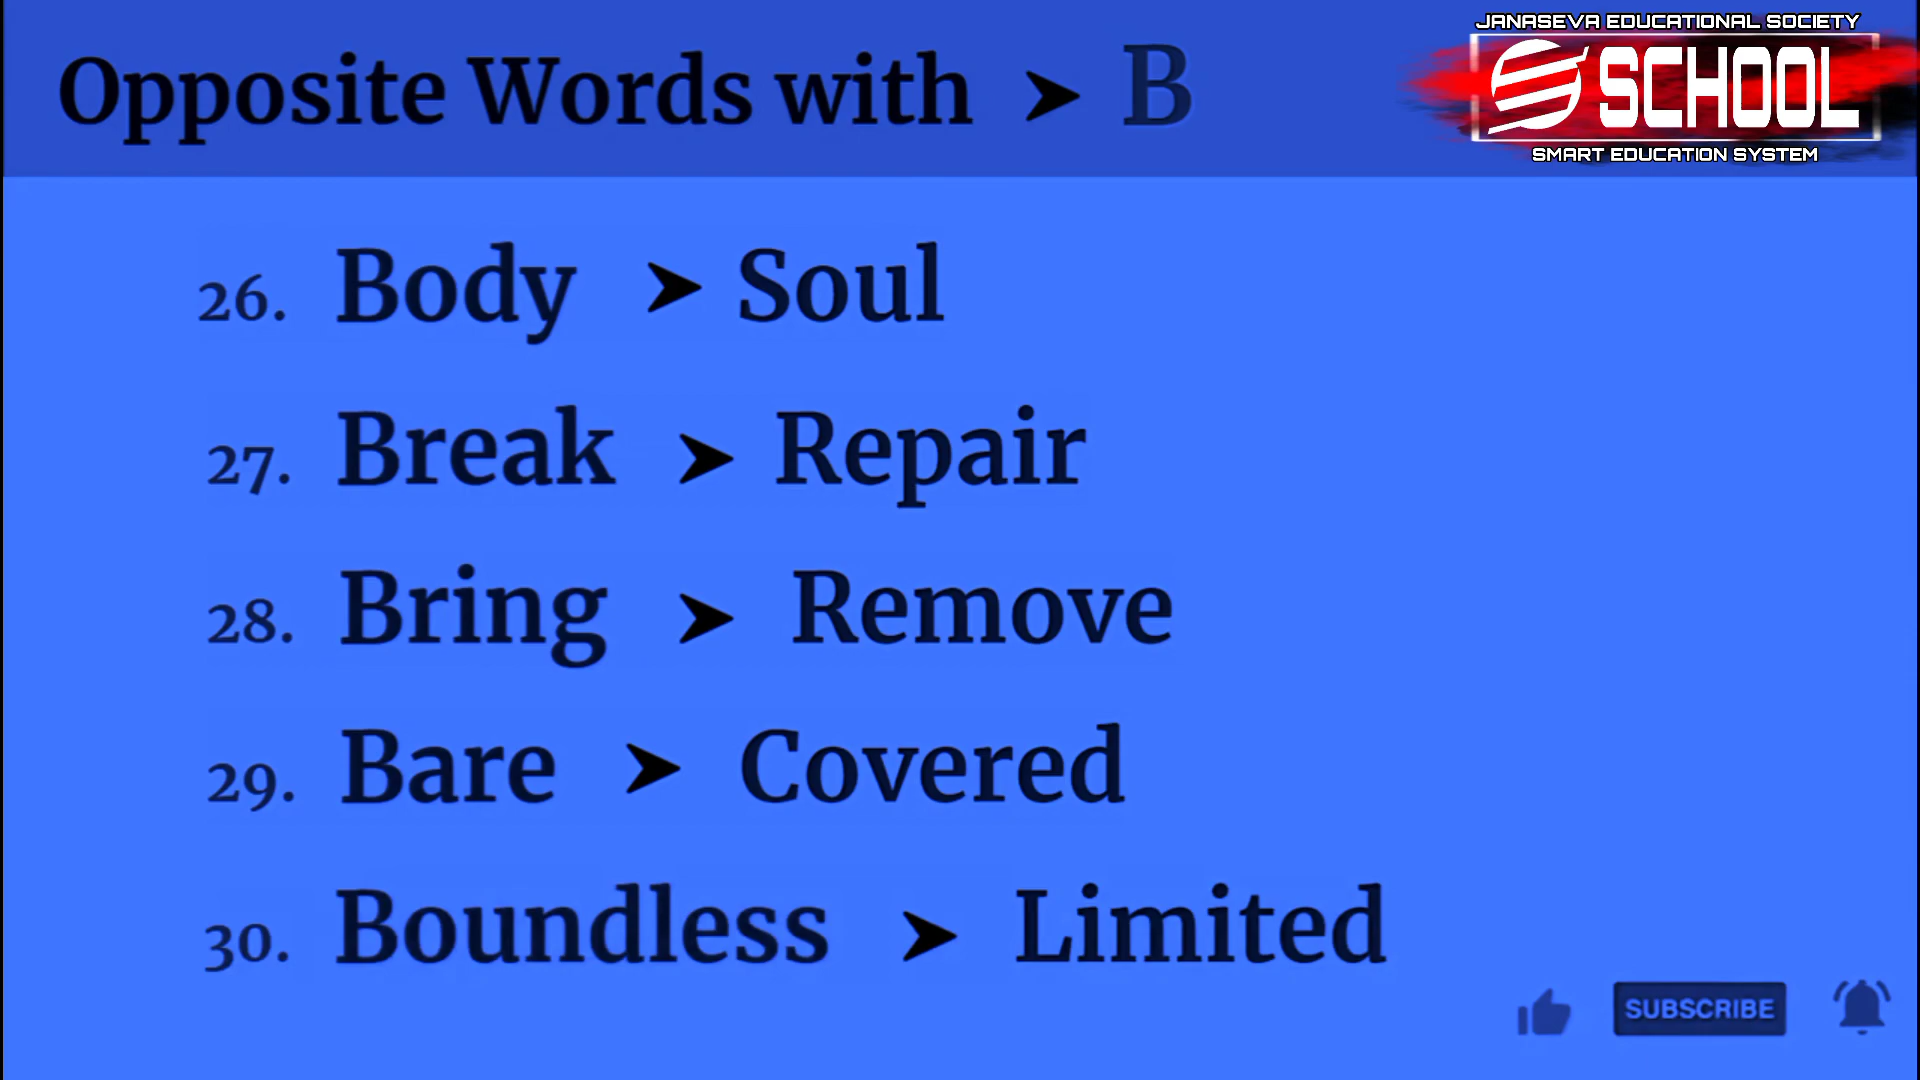 JANASEVA EDUCATIONAL SOCIETY
Opposite Words with ➤ B
SCHOOL
SMART EDUCATION SYSTEM
26. Body ➤ Soul
27. Break ➤ Repair
28. Bring ➤ Remove
29. Bare ➤ Covered
30. Boundless ➤ Limited
SUBSCRIBE